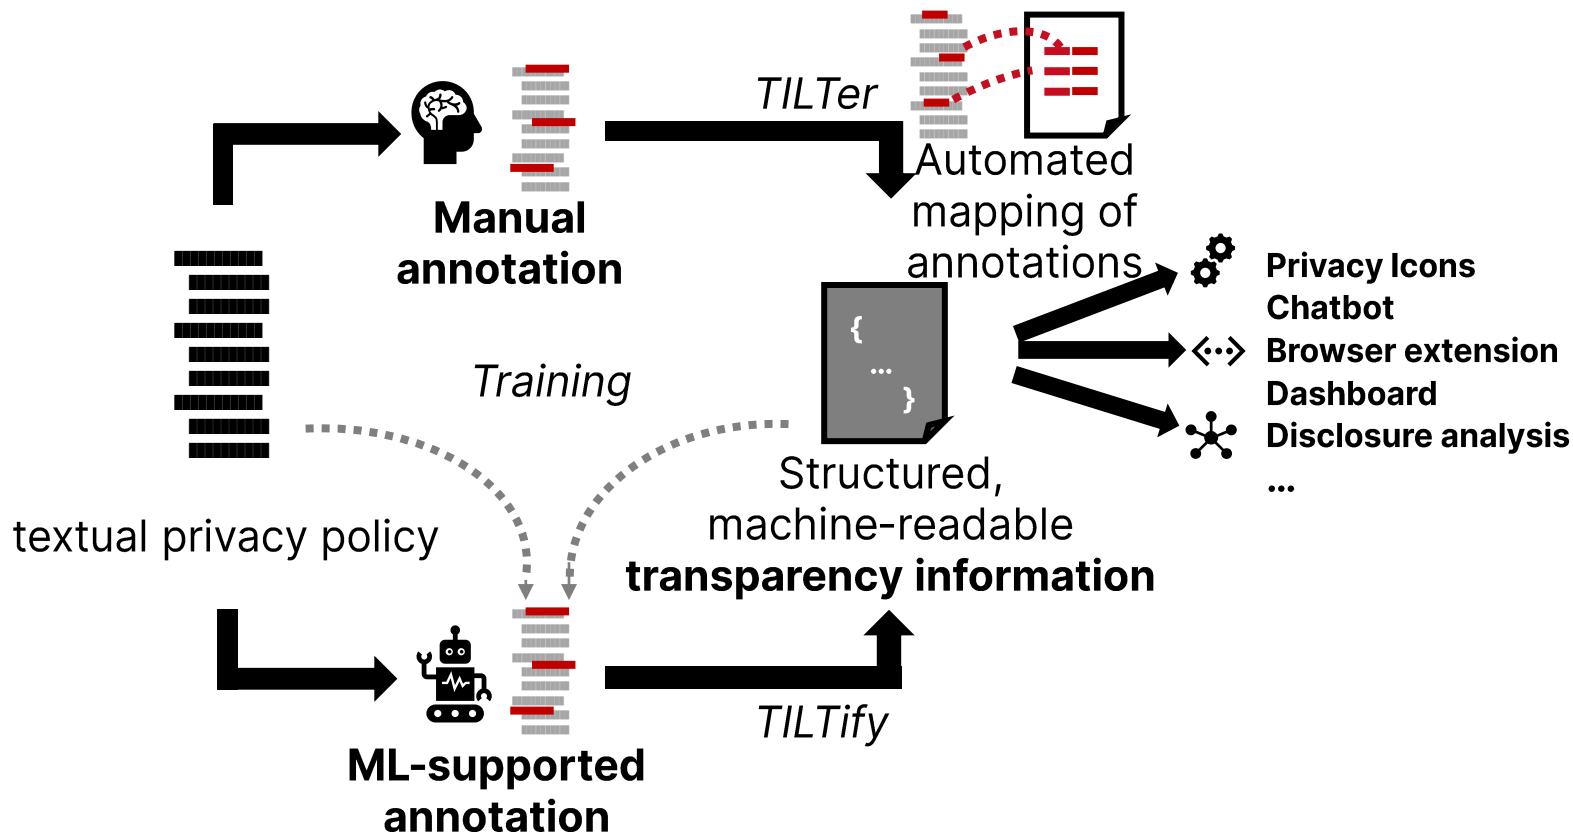 TILTer
Automated
mapping of
annotations
Manual
annotation
Privacy Icons
Chatbot
Browser extension
Dashboard
Disclosure analysis
...
{
...
}
Training
Structured,
machine-readable
transparency information
textual privacy policy
TILTify
ML-supported
annotation